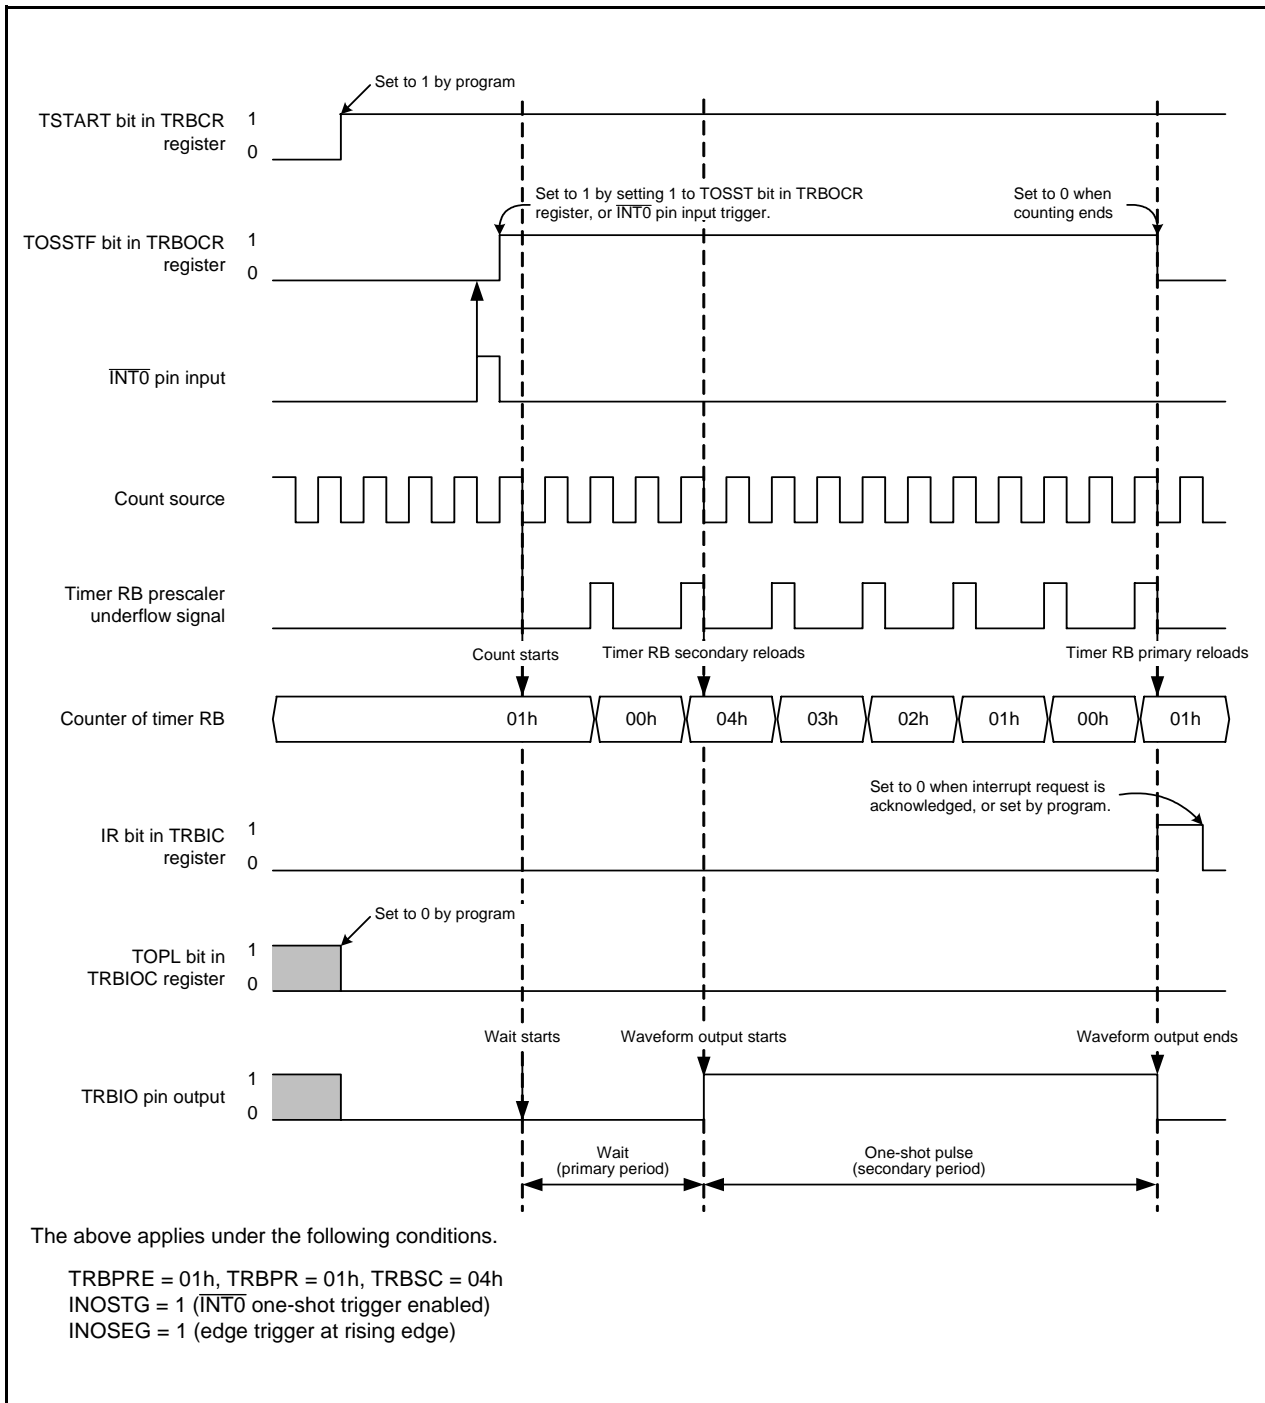 Set to 1 by program
TSTART bit in TRBCR
register
1
0
Set to 1 by setting 1 to TOSST bit in TRBOCR
register, or INT0 pin input trigger.
Set to 0 when
counting ends
TOSSTF bit in TRBOCR
register
1
0
INT0 pin input
Count source
Timer RB prescaler
underflow signal
Count starts
Timer RB secondary reloads
Timer RB primary reloads
Counter of timer RB
01h
00h
04h
03h
02h
01h
00h
01h
Set to 0 when interrupt request is
acknowledged, or set by program.
IR bit in TRBIC
register
1
0
Set to 0 by program
TOPL bit in
TRBIOC register
1
0
Wait starts
Waveform output starts
Waveform output ends
TRBIO pin output
1
0
Wait
(primary period)
One-shot pulse
(secondary period)
The above applies under the following conditions.
TRBPRE = 01h, TRBPR = 01h, TRBSC = 04h
INOSTG = 1 (INT0 one-shot trigger enabled)
INOSEG = 1 (edge trigger at rising edge)